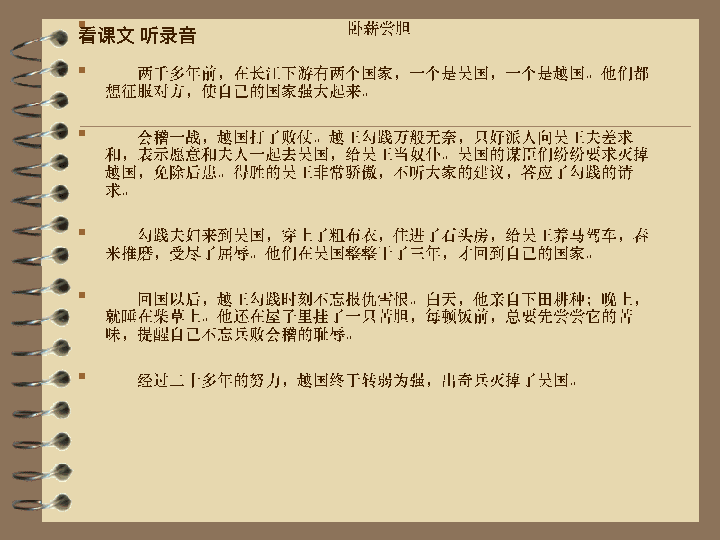 卧薪尝胆
看课文 听录音
两千多年前，在长江下游有两个国家，一个是吴国，一个是越国。他们都
想征服对方，使自己的国家强大起来。
会稽一战，越国打了败仗。越王勾践万般无奈，只好派人向吴王夫差求
和，表示愿意和夫人一起去吴国，给吴王当奴仆。吴国的谋臣们纷纷要求灭掉
越国，免除后患。得胜的吴王非常骄傲，不听大家的建议，答应了勾践的请
求。
勾践夫妇来到吴国，穿上了粗布衣，住进了石头房，给吴王养马驾车，舂
米推磨，受尽了屈辱。他们在吴国整整干了三年，才回到自己的国家。
回国以后，越王勾践时刻不忘报仇雪恨。白天，他亲自下田耕种；晚上，
就睡在柴草上。他还在屋子里挂了一只苦胆，每顿饭前，总要先尝尝它的苦
味，提醒自己不忘兵败会稽的耻辱。
经过二十多年的努力，越国终于转弱为强，出奇兵灭掉了吴国。